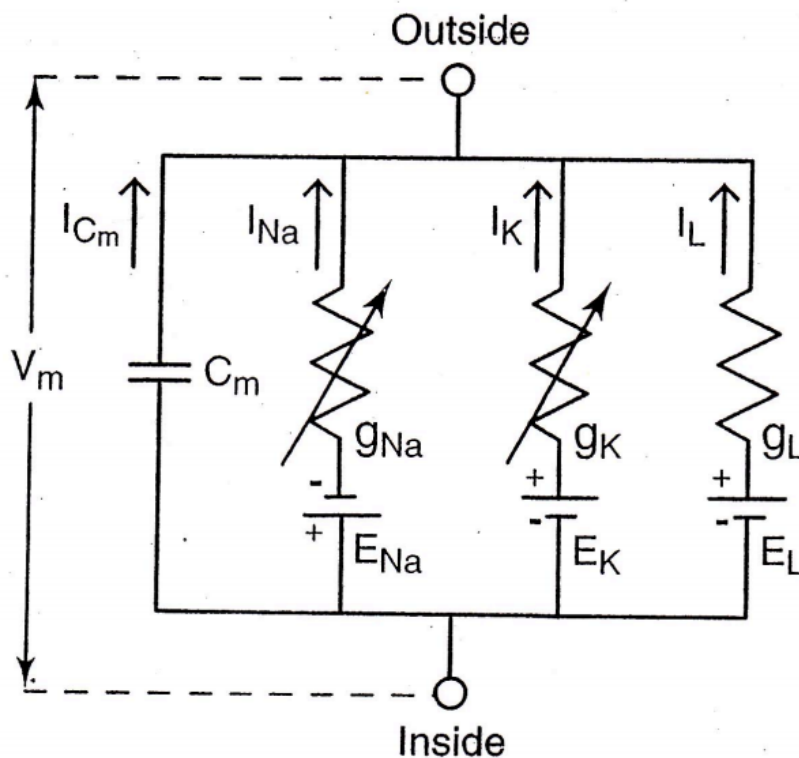 Outside
I_Cm
I_Na
I_K
I_L
V_m
C_m
g_Na
g_K
g_L
-
+
+
+
-
-
E_Na
E_K
E_L
Inside